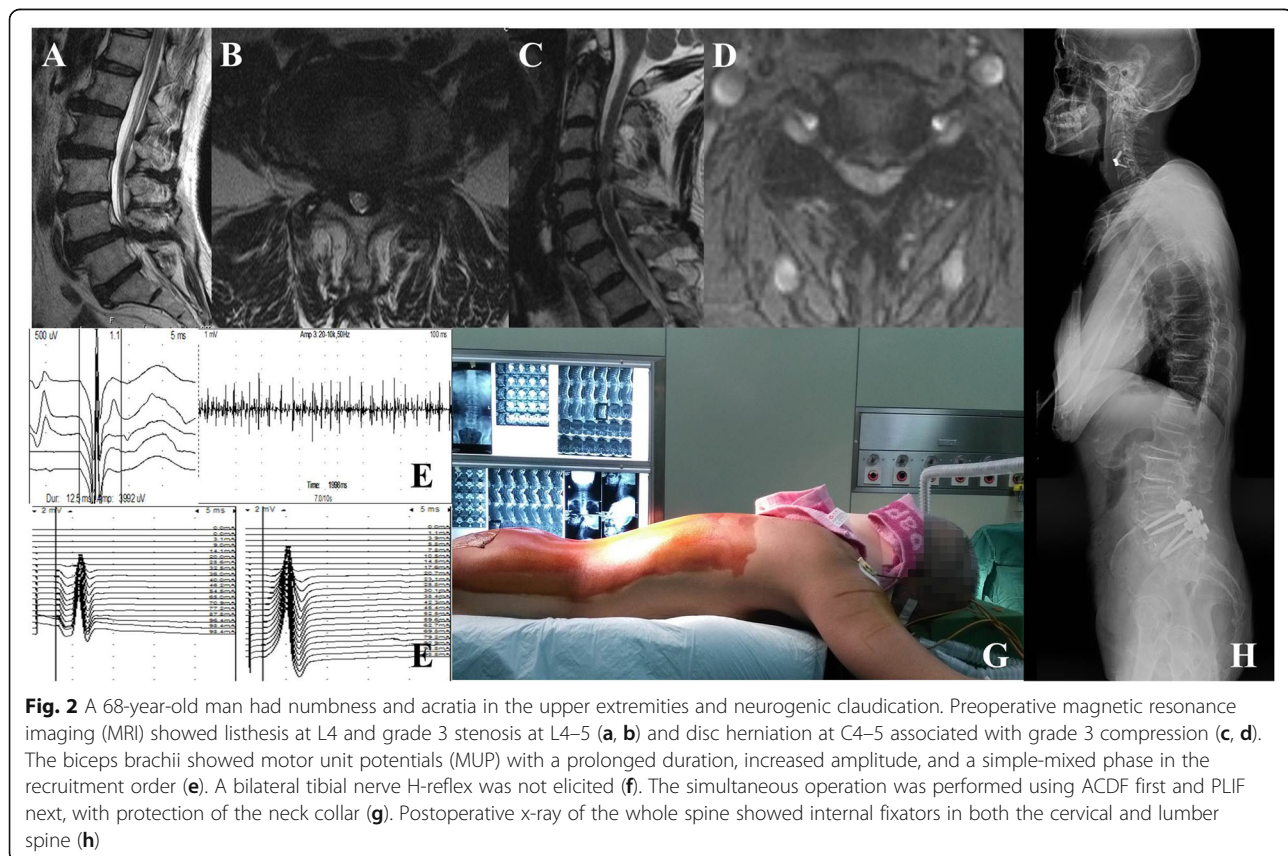 A
B
C
D
H
500 uV
1.1
5 ms
1 mV
Amp 3:20-10k,50Hz
100 ms
E
Dur: 12.5 ms
Amp: 3992 uV
Time: 1998ms
7.0/10s
2 mV
5 ms
2 mV
5 ms
E
G
Fig. 2 A 68-year-old man had numbness and acratia in the upper extremities and neurogenic claudication. Preoperative magnetic resonance
imaging (MRI) showed listhesis at L4 and grade 3 stenosis at L4–5 (a, b) and disc herniation at C4–5 associated with grade 3 compression (c, d).
The biceps brachii showed motor unit potentials (MUP) with a prolonged duration, increased amplitude, and a simple-mixed phase in the
recruitment order (e). A bilateral tibial nerve H-reflex was not elicited (f). The simultaneous operation was performed using ACDF first and PLIF
next, with protection of the neck collar (g). Postoperative x-ray of the whole spine showed internal fixators in both the cervical and lumbar
spine (h)